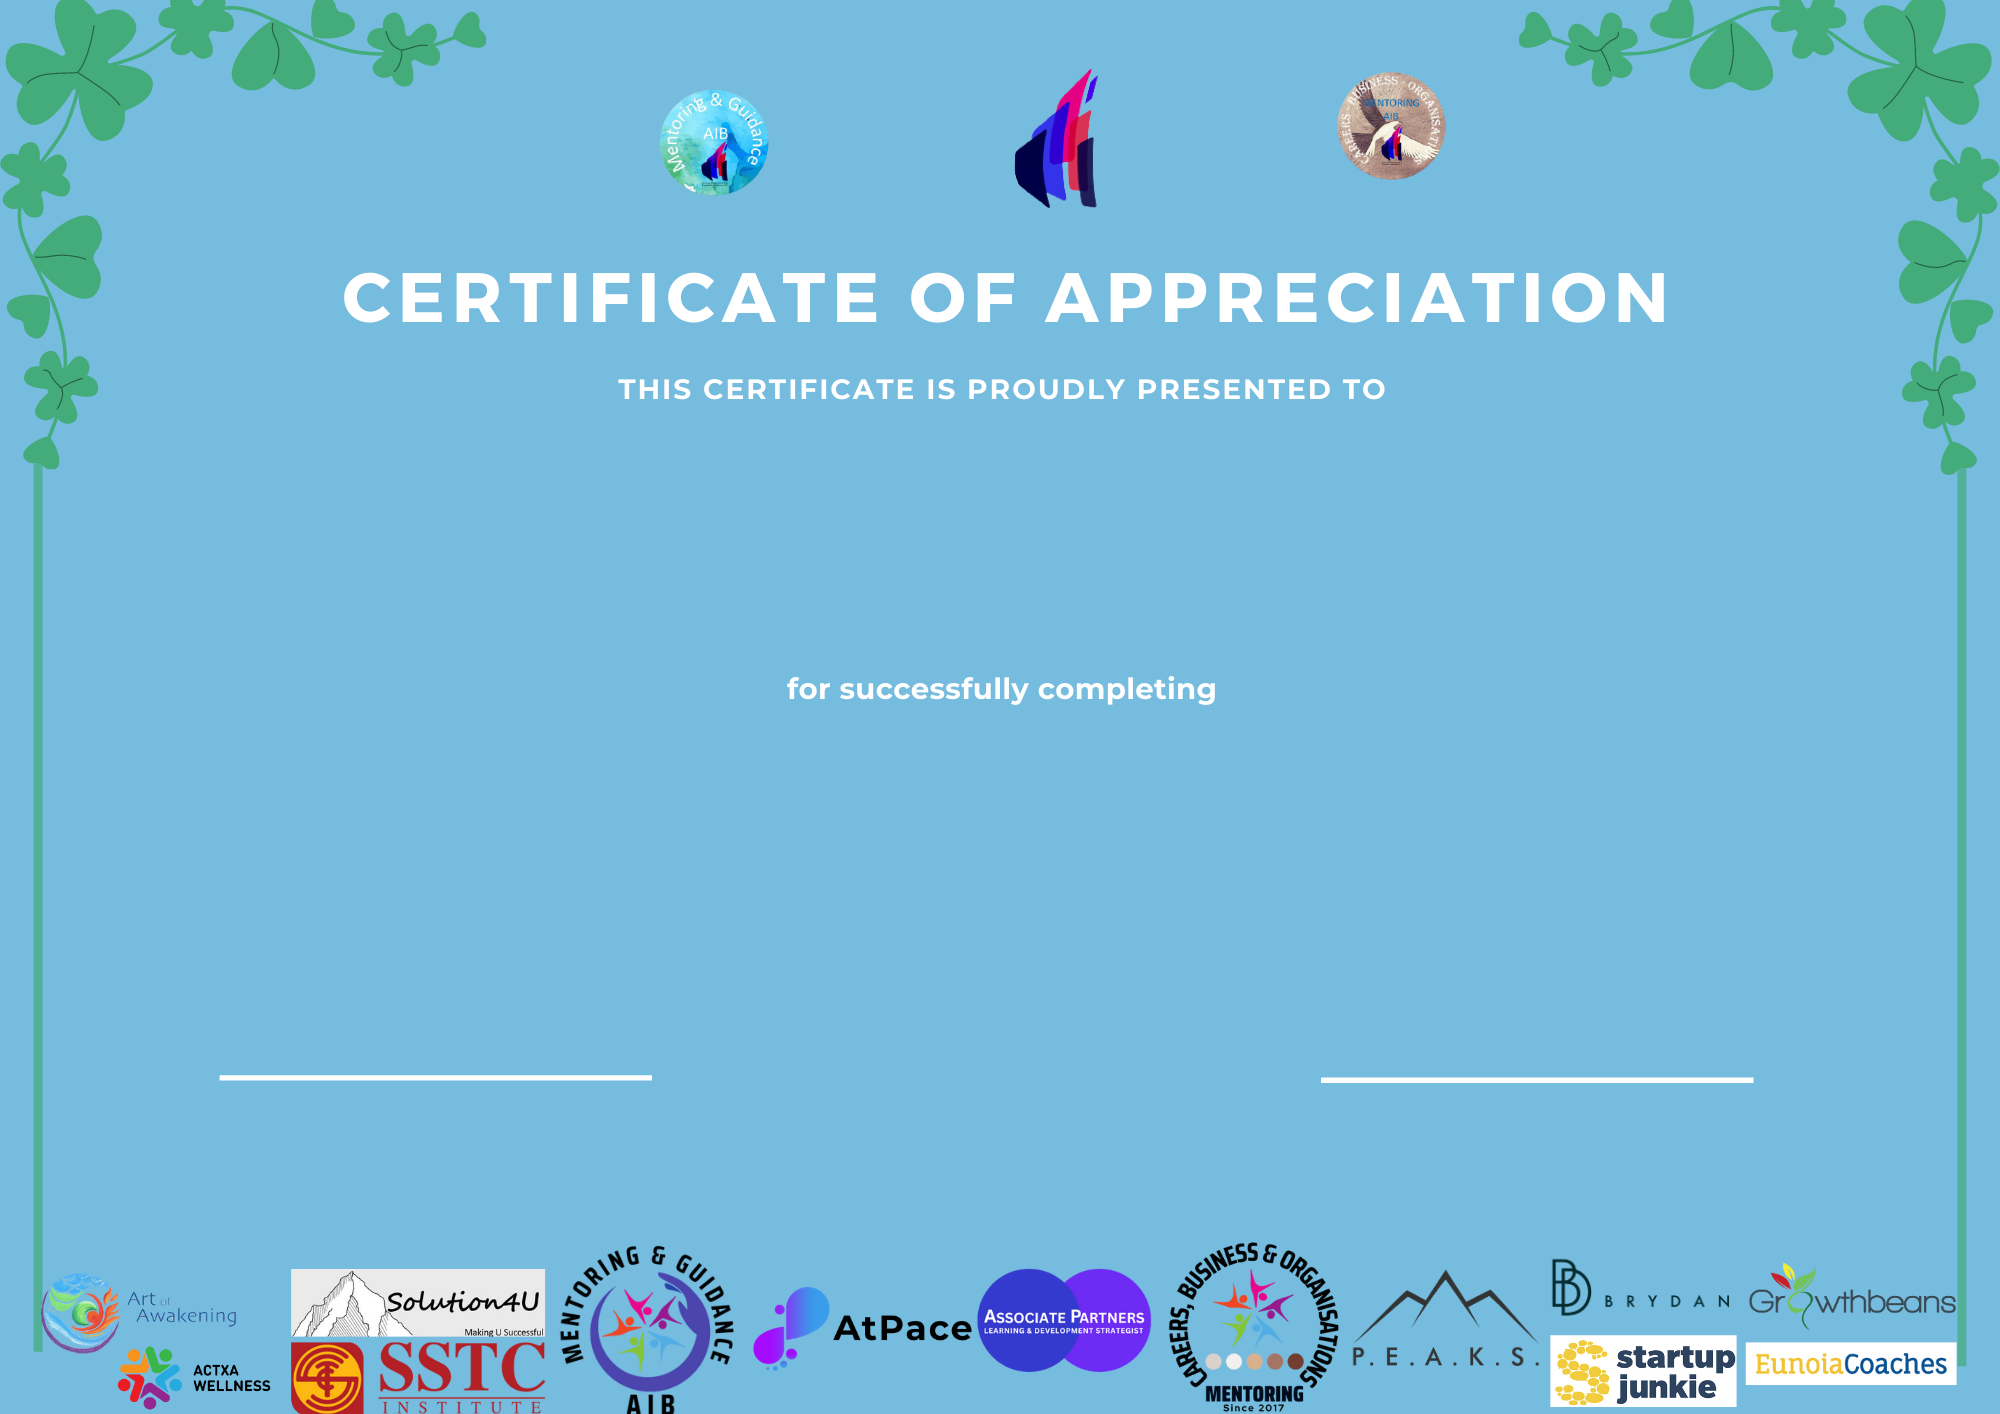 Mentoring & Guidance
AIB
CAREERS - BUSINESS - ORGANISATIONS
MENTORING
AIB
CERTIFICATE OF APPRECIATION
THIS CERTIFICATE IS PROUDLY PRESENTED TO
for successfully completing
Art of
Awakening
ACTXA
WELLNESS
Solution4U
Making U Successful
SSTC
INSTITUTE
MENTORING & GUIDANCE
AIB
AtPace
ASSOCIATE PARTNERS
LEARNING & DEVELOPMENT STRATEGIST
CAREERS, BUSINESS & ORGANISATIONS
MENTORING
Since 2017
P.E.A.K.S.
BRYDAN
Growthbeans
startup
junkie
EunoiaCoaches